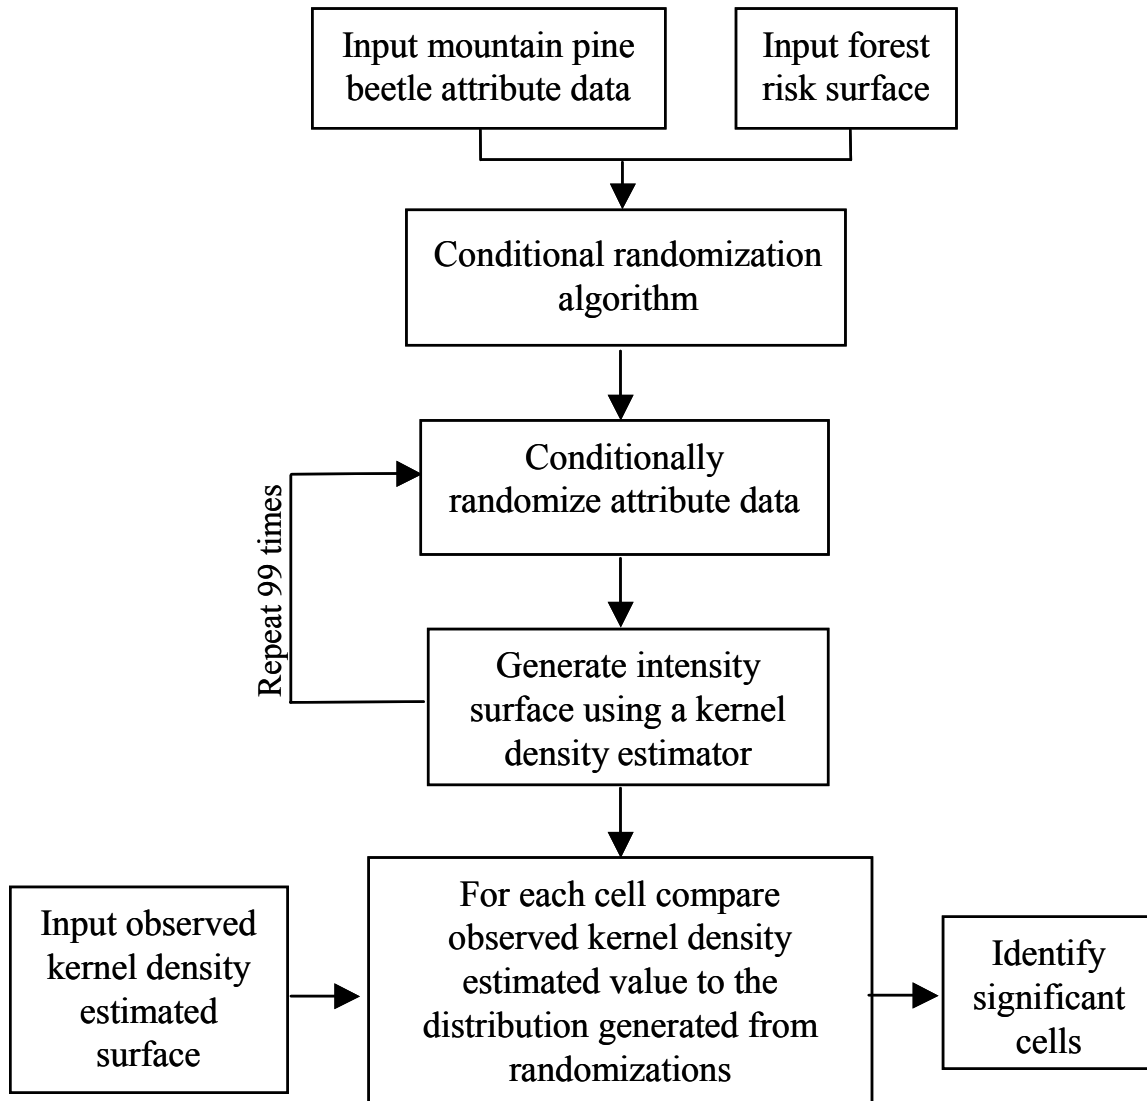 Input mountain pine
beetle attribute data
Input forest
risk surface
Conditional randomization
algorithm
Conditionally
randomize attribute data
Repeat 99 times
Generate intensity
surface using a kernel
density estimator
Input observed
kernel density
estimated
surface
For each cell compare
observed kernel density
estimated value to the
distribution generated from
randomizations
Identify
significant
cells